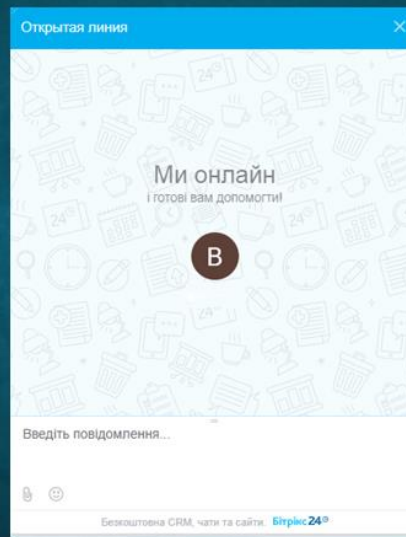 Открытая линия
Ми онлайн
і готові вам допомогти!
В
Введіть повідомлення...
Безкоштовна CRM, чати та сайти. Бітрікс24